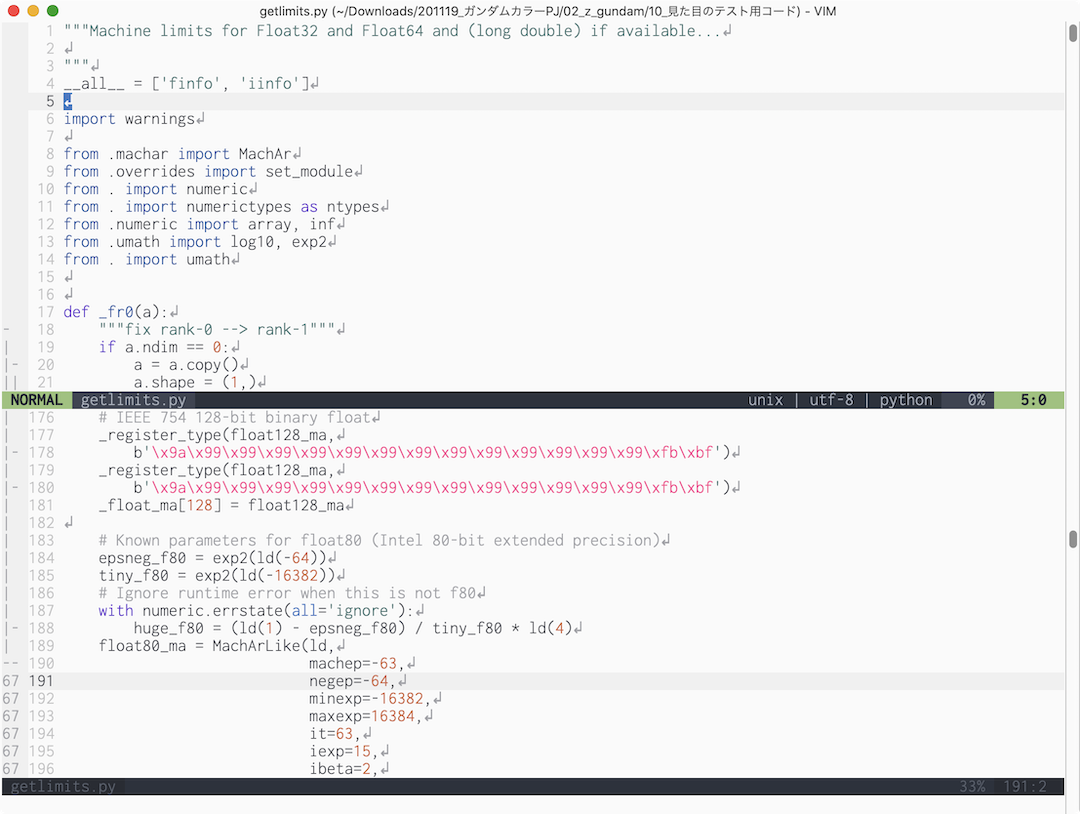 getlimits.py (~/Downloads/201119_ガンダムカラーPJ/02_z_gundam/10_見た目のテスト用コード) - VIM
1 """Machine limits for Float32 and Float64 and (long double) if available...↲
2 ↲
3 """↲
4 __all__ = ['finfo', 'iinfo']↲
5 ↲
6 import warnings↲
7 ↲
8 from .machar import MachAr↲
9 from .overrides import set_module↲
10 from . import numeric↲
11 from . import numerictypes as ntypes↲
12 from .numeric import array, inf↲
13 from .umath import log10, exp2↲
14 from . import umath↲
15 ↲
16 ↲
17 def _fr0(a):↲
- 18     """fix rank-0 --> rank-1"""↲
| 19     if a.ndim == 0:↲
|- 20         a = a.copy()↲
|| 21         a.shape = (1,)↲
NORMAL getlimits.py unix | utf-8 | python 0% 5:0
| 176     # IEEE 754 128-bit binary float↲
| 177     _register_type(float128_ma,↲
|- 178         b'\x9a\x99\x99\x99\x99\x99\x99\x99\x99\x99\x99\x99\x99\x99\xfb\xbf')↲
| 179     _register_type(float128_ma,↲
|- 180         b'\x9a\x99\x99\x99\x99\x99\x99\x99\x99\x99\x99\x99\x99\x99\xfb\xbf')↲
| 181     _float_ma[128] = float128_ma↲
| 182 ↲
| 183     # Known parameters for float80 (Intel 80-bit extended precision)↲
| 184     epsneg_f80 = exp2(ld(-64))↲
| 185     tiny_f80 = exp2(ld(-16382))↲
| 186     # Ignore runtime error when this is not f80↲
| 187     with numeric.errstate(all='ignore'):↲
|- 188         huge_f80 = (ld(1) - epsneg_f80) / tiny_f80 * ld(4)↲
| 189     float80_ma = MachArLike(ld,↲
-- 190                             machep=-63,↲
67 191                             negep=-64,↲
67 192                             minexp=-16382,↲
67 193                             maxexp=16384,↲
67 194                             it=63,↲
67 195                             iexp=15,↲
67 196                             ibeta=2,↲
getlimits.py 33% 191:2